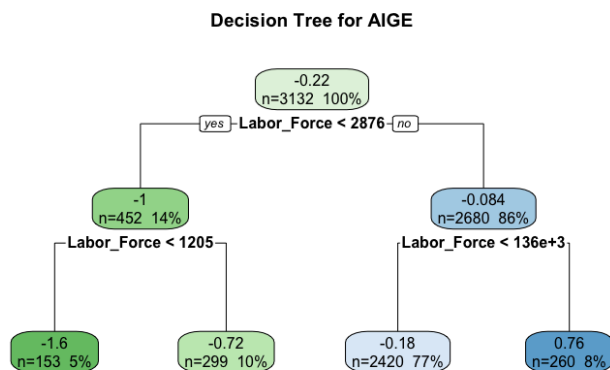 Decision Tree for AIGE
-0.22
n=3132 100%
yes Labor_Force < 2876 no
-1
n=452 14%
-0.084
n=2680 86%
Labor_Force < 1205
Labor_Force < 136e+3
-1.6
n=153 5%
-0.72
n=299 10%
-0.18
n=2420 77%
0.76
n=260 8%